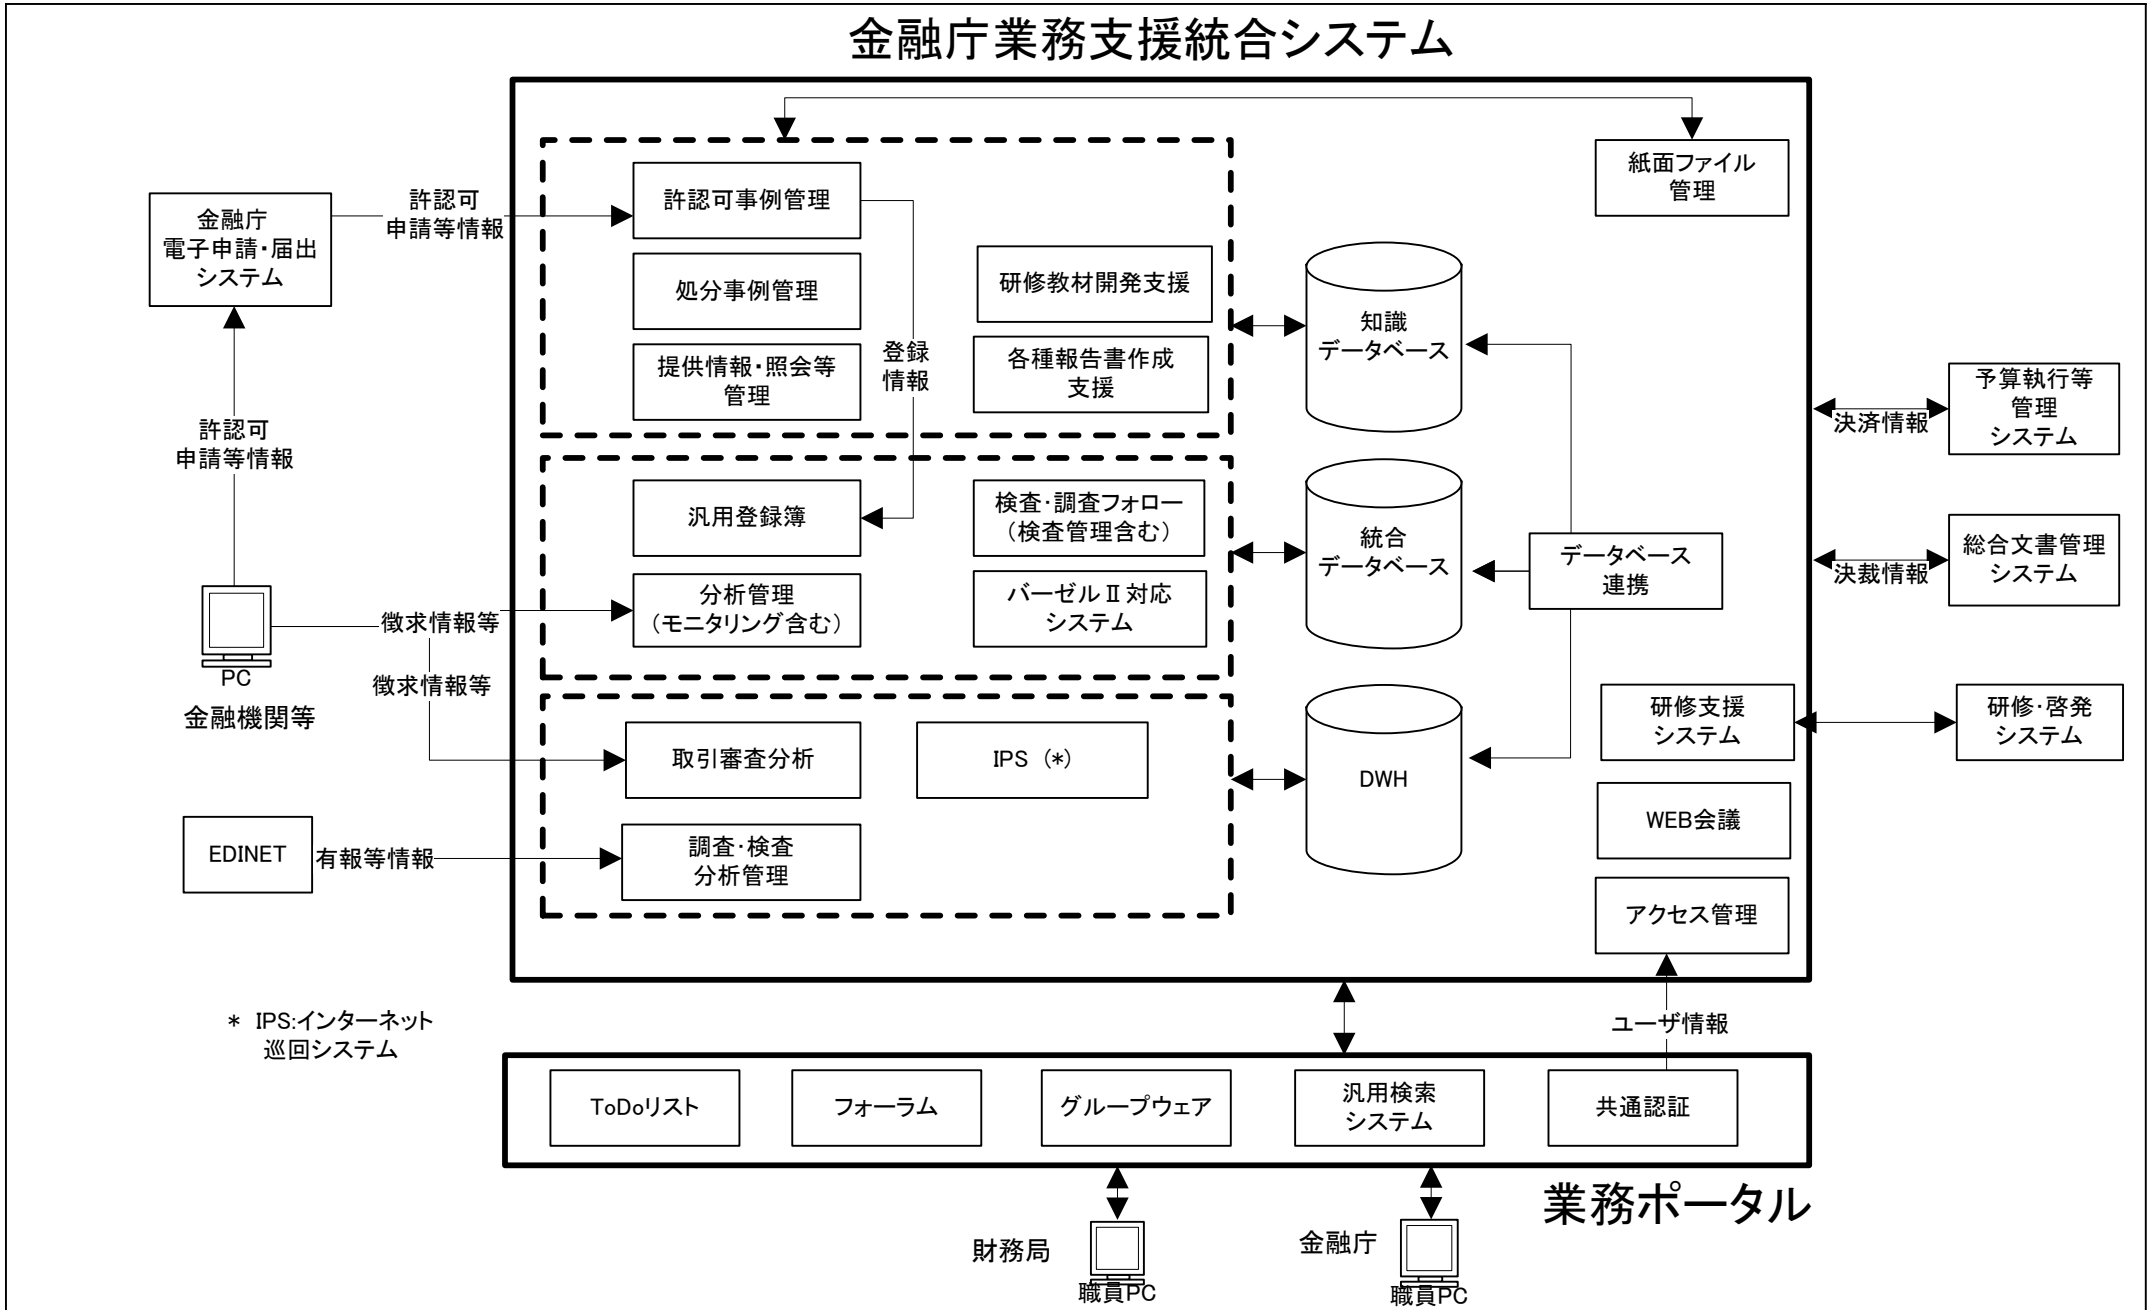 金融庁業務支援統合システム
紙面ファイル
管理
許認可
申請等情報
許認可事例管理
金融庁
電子申請・届出
システム
処分事例管理
研修教材開発支援
提供情報・照会等
管理
登録
情報
各種報告書作成
支援
知識
データベース
許認可
申請等情報
予算執行等
管理
システム
決済情報
汎用登録簿
検査・調査フォロー
（検査管理含む）
統合
データベース
データベース
連携
総合文書管理
システム
決裁情報
分析管理
（モニタリング含む）
バーゼルⅡ対応
システム
徴求情報等
PC
金融機関等
徴求情報等
研修支援
システム
研修・啓発
システム
取引審査分析
IPS（*）
DWH
WEB会議
EDINET
有報等情報
調査・検査
分析管理
アクセス管理
* IPS:インターネット
巡回システム
ユーザ情報
ToDoリスト
フォーラム
グループウェア
汎用検索
システム
共通認証
業務ポータル
財務局
職員PC
金融庁
職員PC